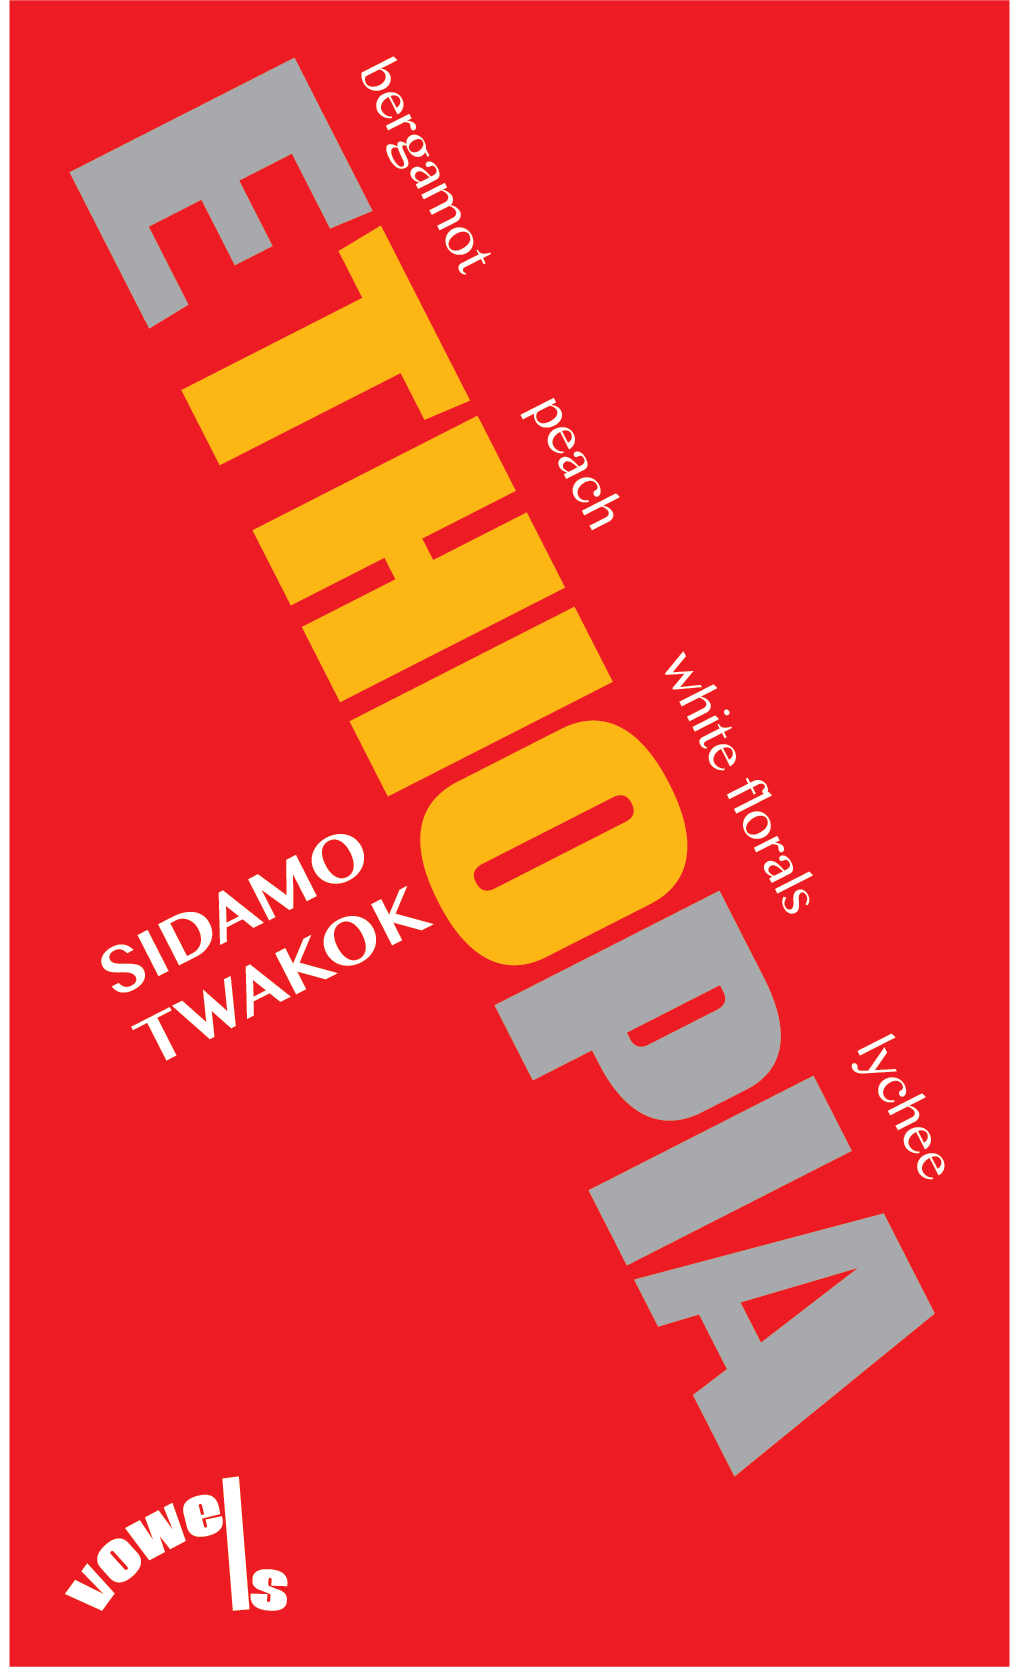 ETHIOPIA
bergamot
peach
white florals
lychee
SIDAMO
TWAKOK
vowels